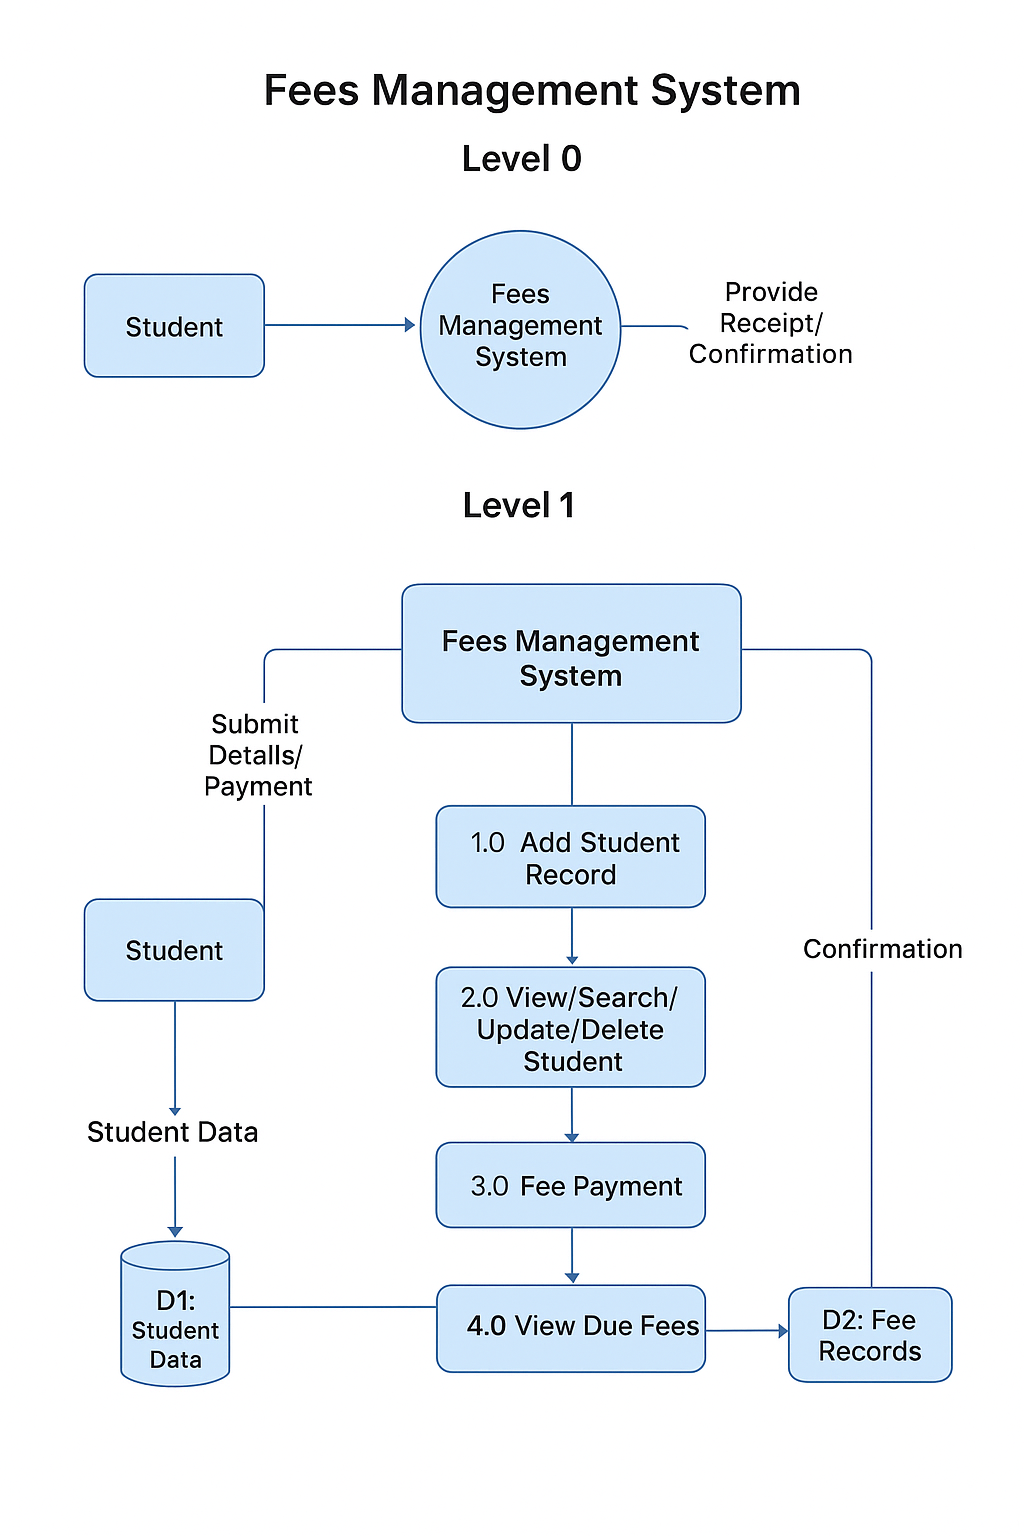 Fees Management System
Level 0
Student
Fees
Management
System
Provide
Receipt/
Confirmation
Level 1
Fees Management
System
Submit
Detalls/
Payment
1.0 Add Student
Record
Student
Confirmation
2.0 View/Search/
Update/Delete
Student
Student Data
3.0 Fee Payment
D1:
Student
Data
4.0 View Due Fees
D2: Fee
Records